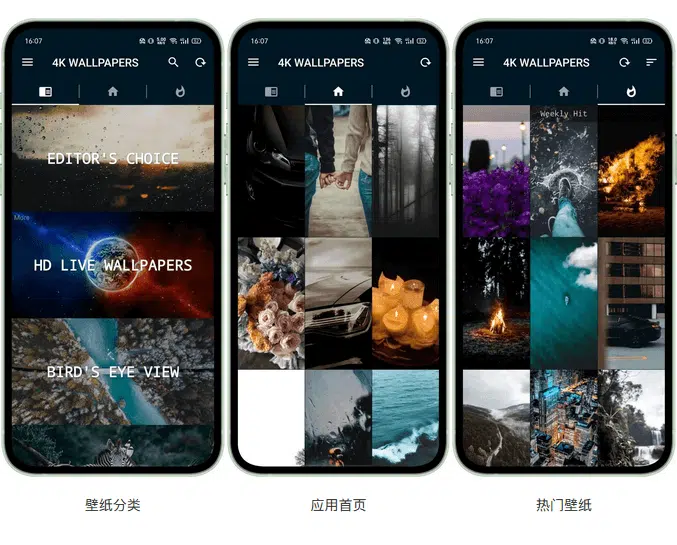 16:07
4K WALLPAPERS
EDITOR'S CHOICE
More
HD LIVE WALLPAPERS
BIRD'S EYE VIEW
壁纸分类
16:07
4K WALLPAPERS
应用首页
16:07
4K WALLPAPERS
Weekly Hit
热门壁纸